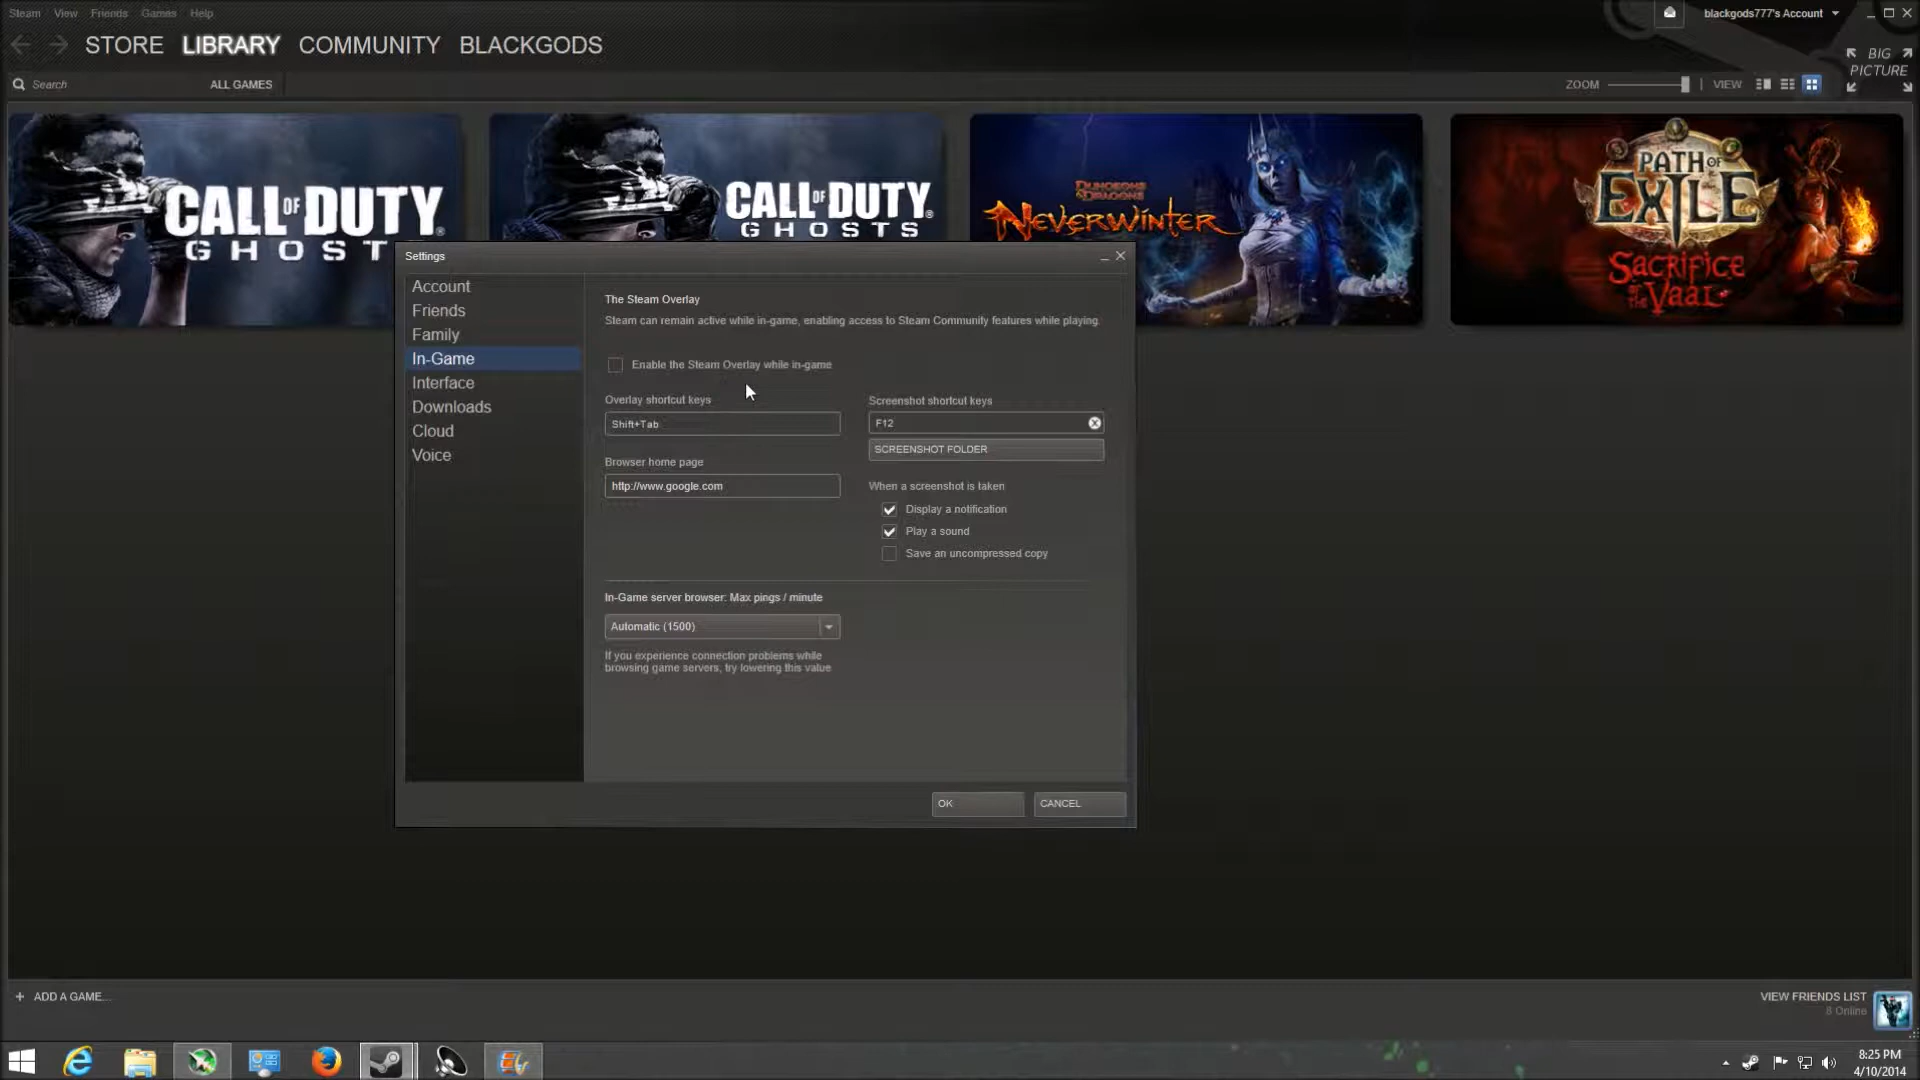 Steam View Friends Games Help
blackgods777's Account
STORE LIBRARY COMMUNITY BLACKGODS
BIG
PICTURE
Search
ALL GAMES
ZOOM
VIEW
CALL OF DUTY
GHOST
CALL OF DUTY
GHOSTS
DUNGEONS & DRAGONS
NEVERWINTER
PATH OF
EXILE
SACRIFICE
OF THE VAAL
Settings
Account
Friends
Family
In-Game
Interface
Downloads
Cloud
Voice
The Steam Overlay
Steam can remain active while in-game, enabling access to Steam Community features while playing.
Enable the Steam Overlay while in-game
Overlay shortcut keys
Shift+Tab
Browser home page
http://www.google.com
Screenshot shortcut keys
F12
SCREENSHOT FOLDER
When a screenshot is taken
Display a notification
Play a sound
Save an uncompressed copy
In-Game server browser: Max pings / minute
Automatic (1500)
If you experience connection problems while
browsing game servers, try lowering this value
OK
CANCEL
+ ADD A GAME...
VIEW FRIENDS LIST
8 Online
8:25 PM
4/10/2014